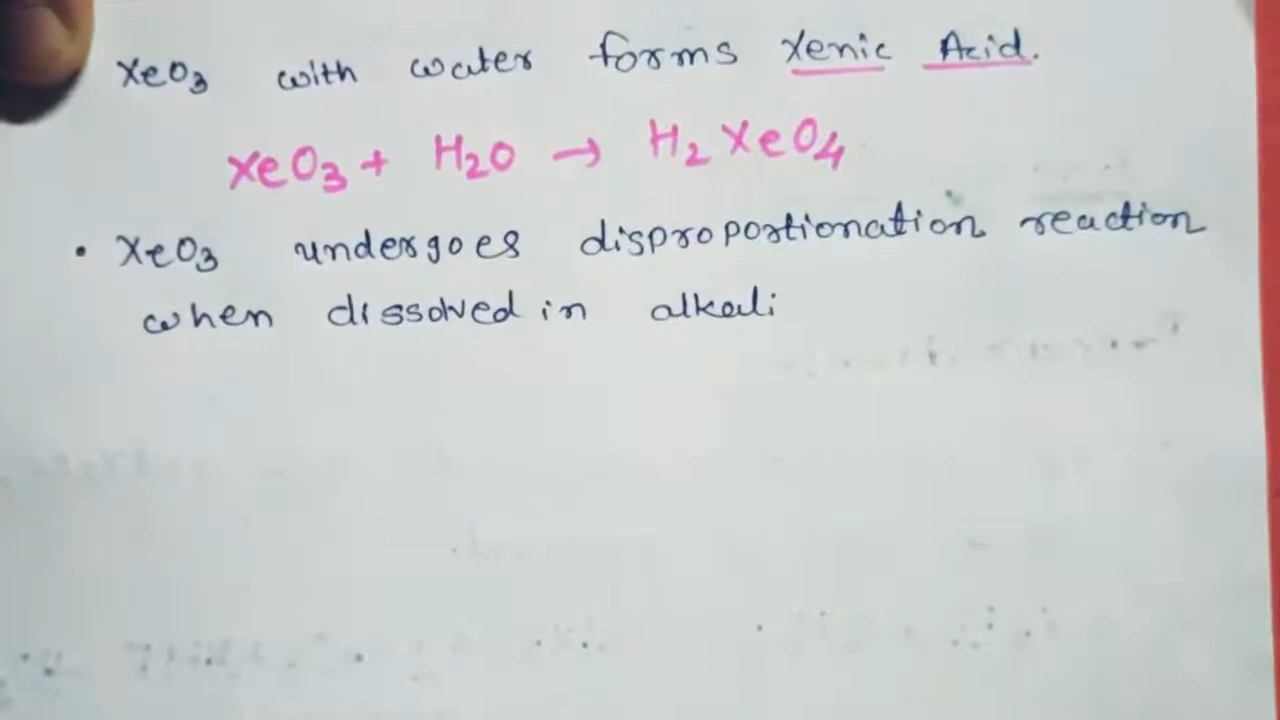 XeO3 with water forms Xenic Acid.
XeO3 + H2O → H2XeO4
• XeO3 undergoes disproportionation reaction
when dissolved in alkali